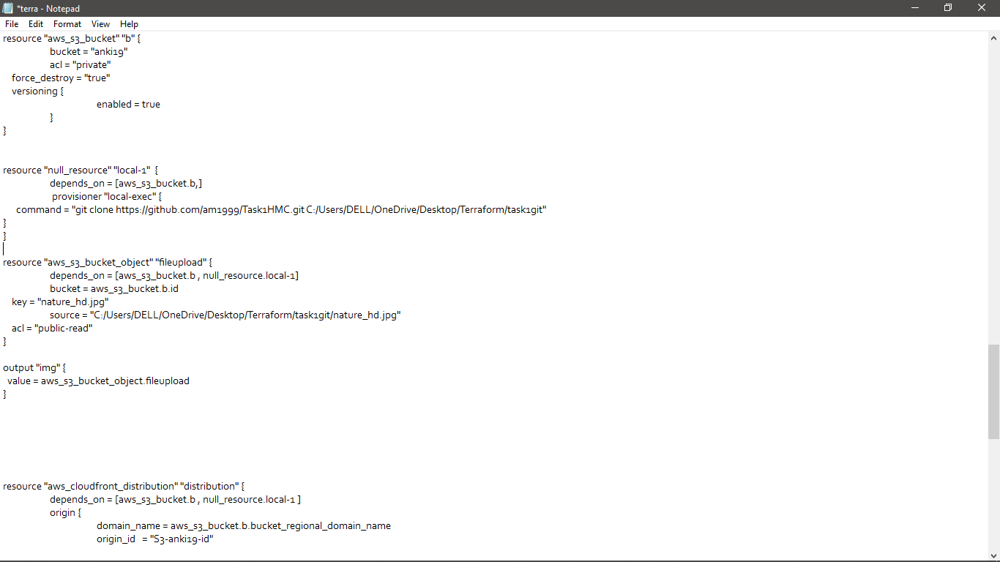 *terra - Notepad
File Edit Format View Help
resource "aws_s3_bucket" "b" {
bucket = "anki19"
acl = "private"
force_destroy = "true"
versioning {
enabled = true
}
}
resource "null_resource" "local-1" {
depends_on = [aws_s3_bucket.b,]
provisioner "local-exec" {
command = "git clone https://github.com/am1999/Task1HMC.git C:/Users/DELL/OneDrive/Desktop/Terraform/task1git"
}
}
resource "aws_s3_bucket_object" "fileupload" {
depends_on = [aws_s3_bucket.b , null_resource.local-1]
bucket = aws_s3_bucket.b.id
key = "nature_hd.jpg"
source = "C:/Users/DELL/OneDrive/Desktop/Terraform/task1git/nature_hd.jpg"
acl = "public-read"
}
output "img" {
value = aws_s3_bucket_object.fileupload
}
resource "aws_cloudfront_distribution" "distribution" {
depends_on = [aws_s3_bucket.b , null_resource.local-1 ]
origin {
domain_name = aws_s3_bucket.b.bucket_regional_domain_name
origin_id = "S3-anki19-id"